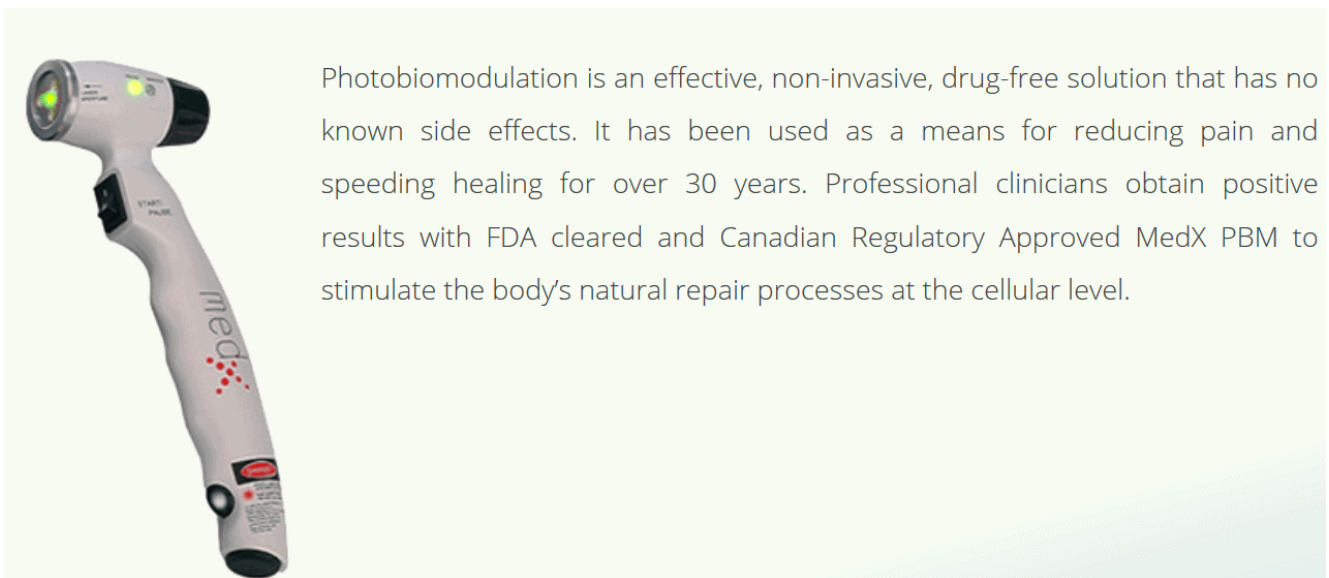 Photobiomodulation is an effective, non-invasive, drug-free solution that has no
known side effects. It has been used as a means for reducing pain and
speeding healing for over 30 years. Professional clinicians obtain positive
results with FDA cleared and Canadian Regulatory Approved MedX PBM to
stimulate the body’s natural repair processes at the cellular level.
LASER
APERTURE
START/
PAUSE
medX
DANGER